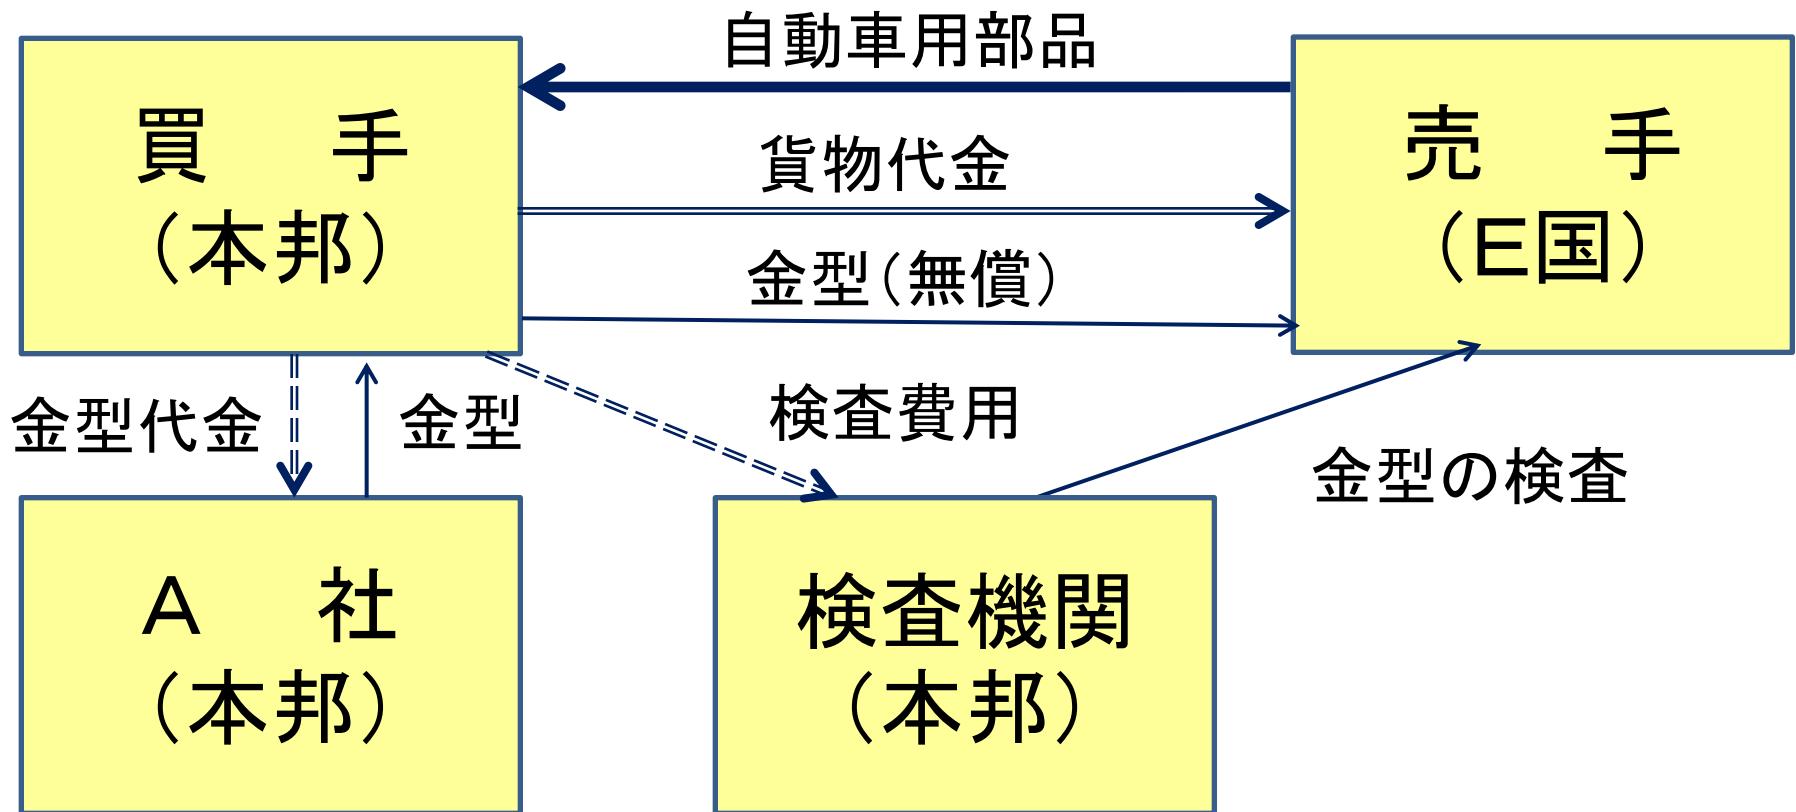 自動車用部品
買　手
（本邦）
売　手
（E国）
貨物代金
金型（無償）
金型代金
金型
検査費用
金型の検査
A　社
（本邦）
検査機関
（本邦）